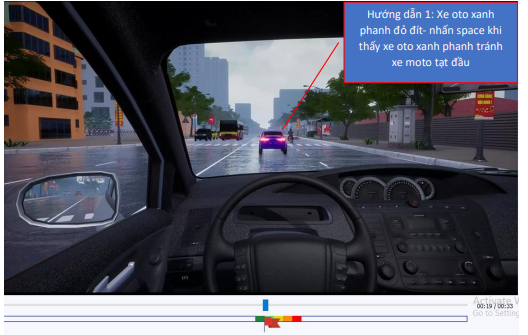 Hướng dẫn 1: Xe oto xanh
phanh đỏ đít- nhấn space khi
thấy xe oto xanh phanh tránh
xe moto tạt đầu
Activate
00:19 / 00:33
Go to Setting